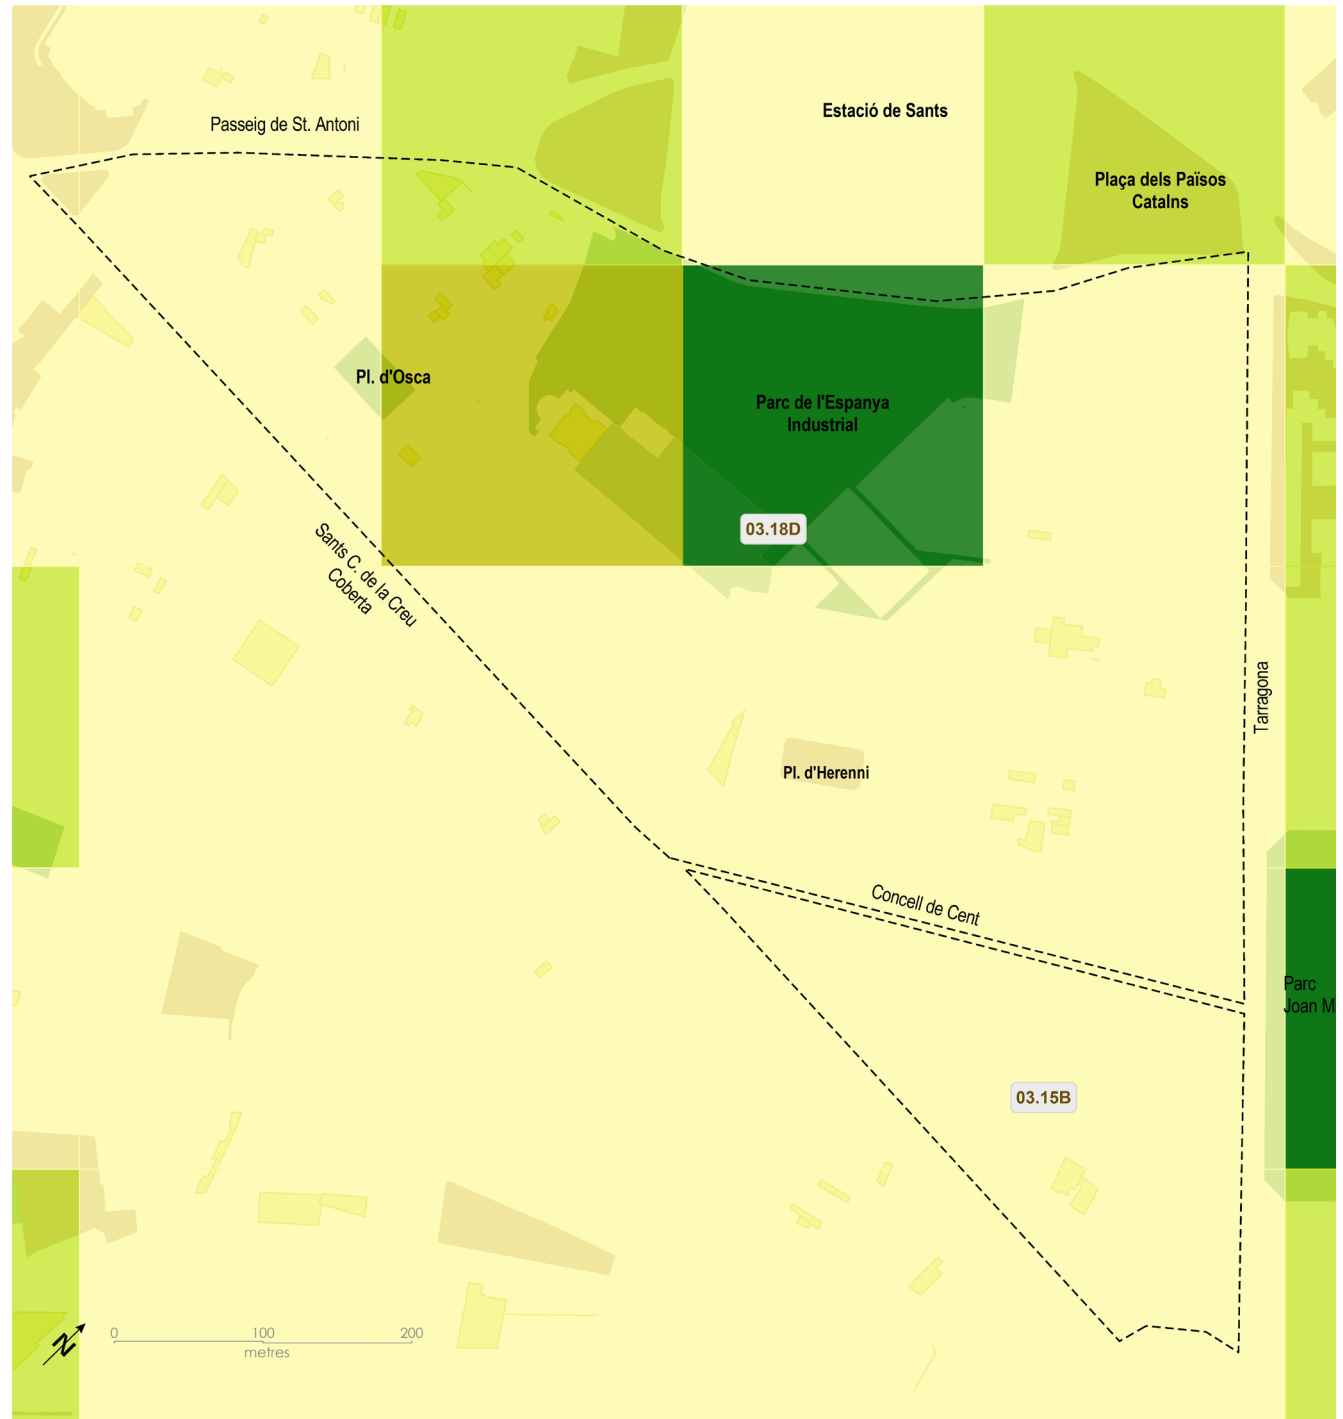 Estació de Sants
Passeig de St. Antoni
Plaça dels Països
Catalns
Pl. d'Osca
Parc de l'Espanya
Industrial
03.18D
Sants C. de la Creu
Coberta
Tarragona
Pl. d'Herenni
Concell de Cent
Parc
Joan M
03.15B
N
0 100 200
metres